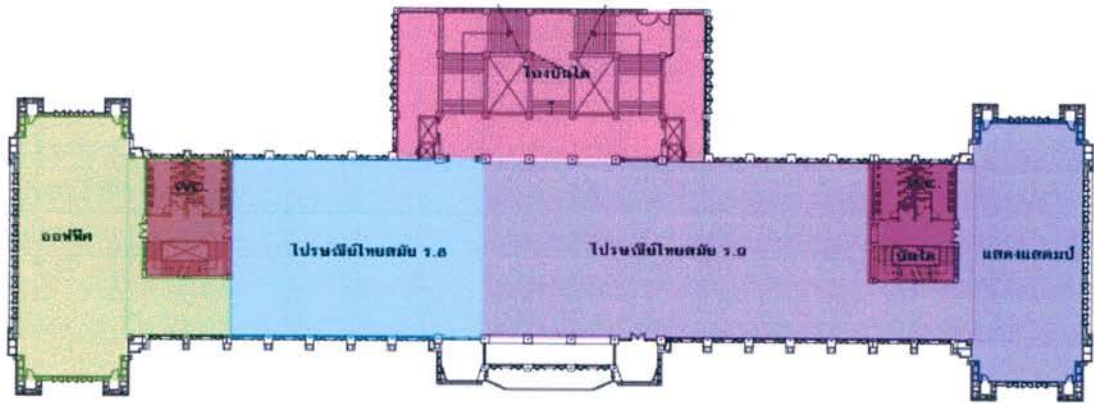 โถงบันได
WC.
WC.
ออฟฟิศ
ไปรษณีย์ไทยสมัย ร.8
ไปรษณีย์ไทยสมัย ร.9
บันได
แสดงแสตมป์